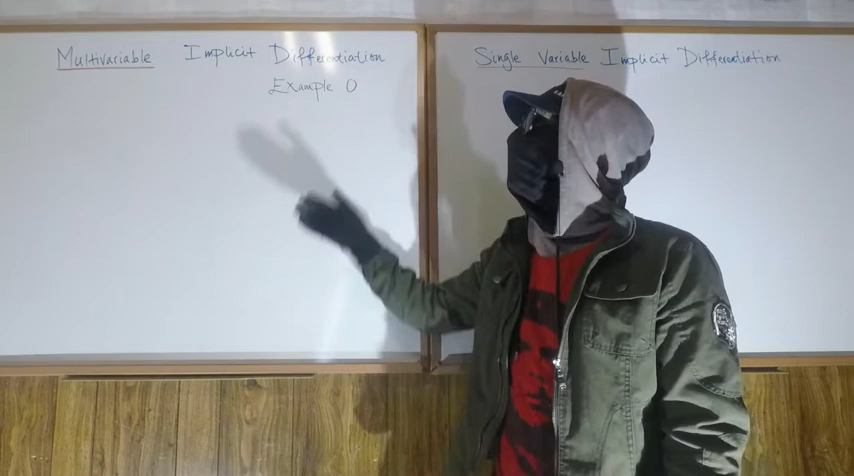 Multivariable Implicit Differentiation
Example 0
Single Variable Implicit Differentiation